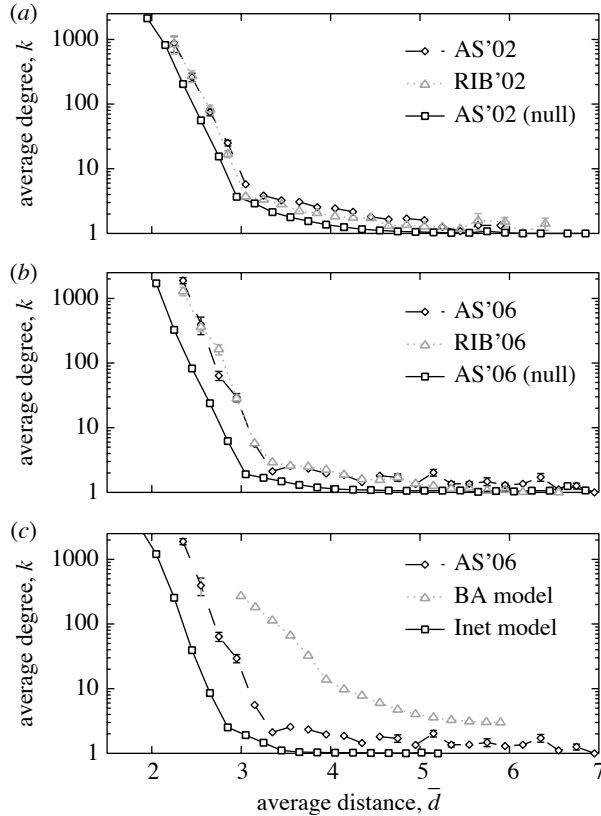 (a)
1000
100
10
1
average degree, k
AS'02
RIB'02
AS'02 (null)
(b)
1000
100
10
1
average degree, k
AS'06
RIB'06
AS'06 (null)
(c)
1000
100
10
1
average degree, k
AS'06
BA model
Inet model
2 3 4 5 6 7
average distance, d̅